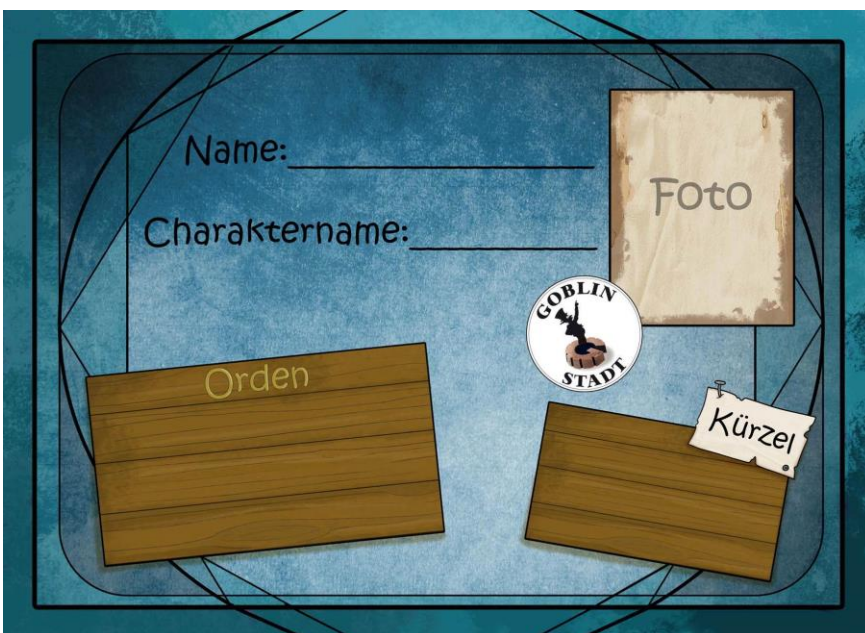 Name:
Foto
Charaktername:
GOBLIN
STADT
Orden
Kürzel